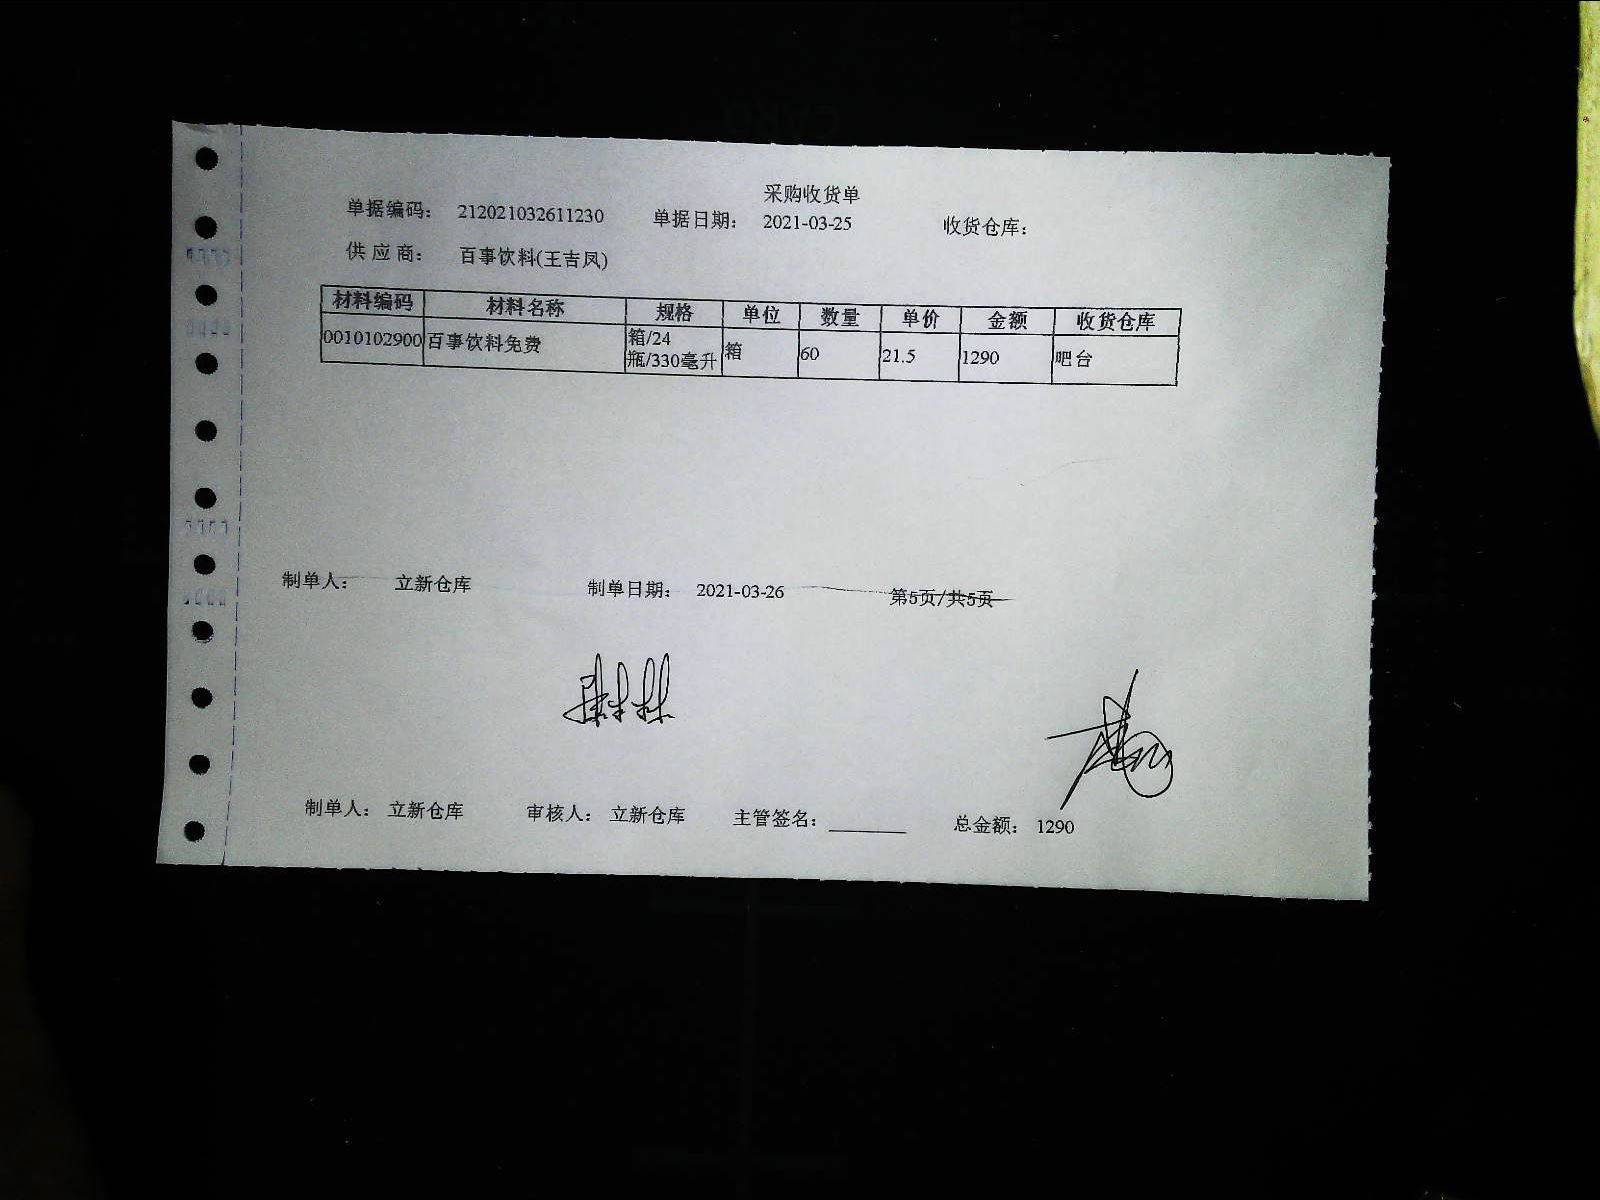 采购收货单
单据编码： 212021032611230 单据日期： 2021-03-25 收货仓库：
供 应 商： 百事饮料(王吉凤)
材料编码 材料名称 规格 单位 数量 单价 金额 收货仓库
0010102900 百事饮料免费 箱/24瓶/330毫升 箱 60 21.5 1290 吧台
制单人： 立新仓库 制单日期： 2021-03-26 第5页/共5页
制单人： 立新仓库 审核人： 立新仓库 主管签名：________ 总金额： 1290